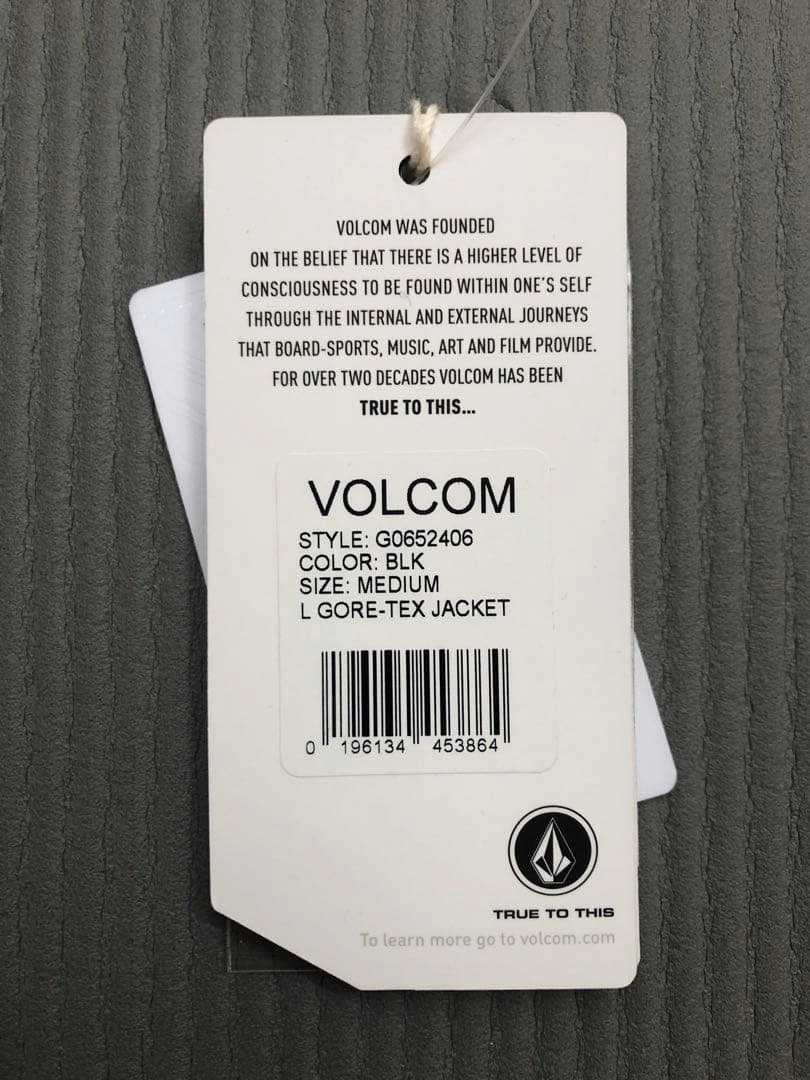 VOLCOM WAS FOUNDED
ON THE BELIEF THAT THERE IS A HIGHER LEVEL OF
CONSCIOUSNESS TO BE FOUND WITHIN ONE'S SELF
THROUGH THE INTERNAL AND EXTERNAL JOURNEYS
THAT BOARD-SPORTS, MUSIC, ART AND FILM PROVIDE.
FOR OVER TWO DECADES VOLCOM HAS BEEN
TRUE TO THIS...
VOLCOM
STYLE: G0652406
COLOR: BLK
SIZE: MEDIUM
L GORE-TEX JACKET
0 196134 453864
TRUE TO THIS
To learn more go to volcom.com